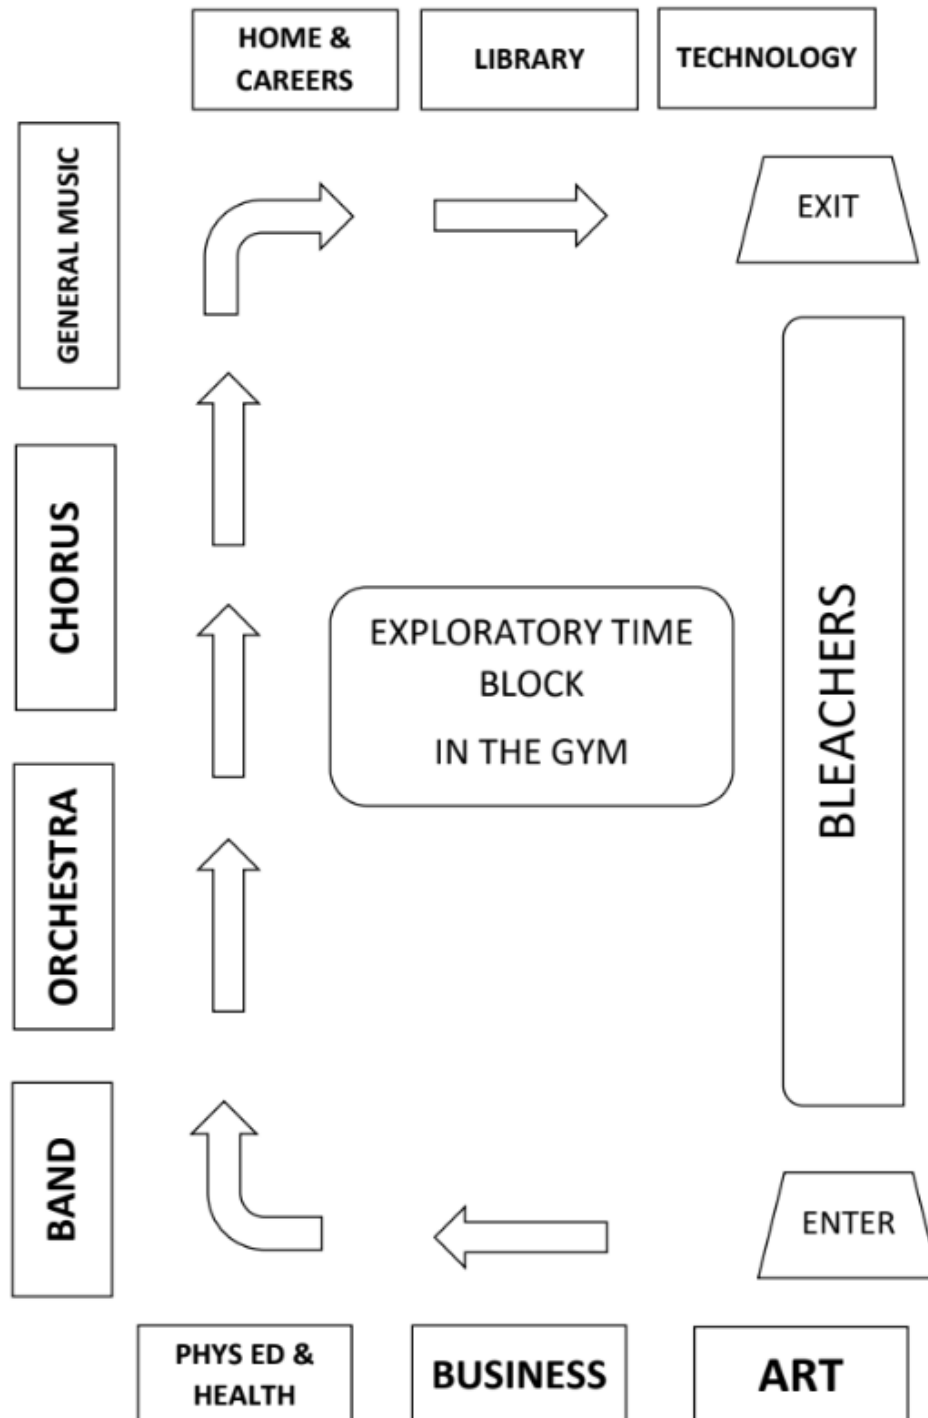 HOME &
CAREERS
LIBRARY
TECHNOLOGY
GENERAL MUSIC
EXIT
CHORUS
EXPLORATORY TIME
BLOCK
IN THE GYM
BLEACHERS
ORCHESTRA
BAND
ENTER
PHYS ED &
HEALTH
BUSINESS
ART